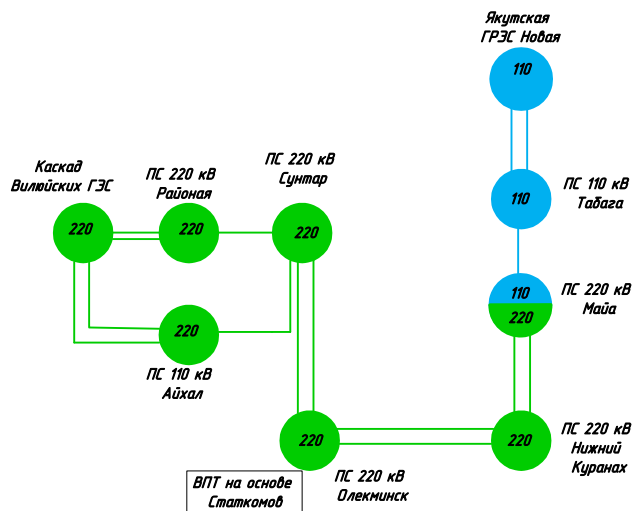 Якутская
ГРЭС Новая
110
110
ПС 110 кВ
Табага
Каскад
Вилюйских ГЭС
220
ПС 220 кВ
Районая
220
ПС 220 кВ
Сунтар
220
110
220
ПС 220 кВ
Майа
220
ПС 110 кВ
Айхал
220
ПС 220 кВ
Олекминск
ВПТ на основе
Статкомов
220
ПС 220 кВ
Нижний
Куранах